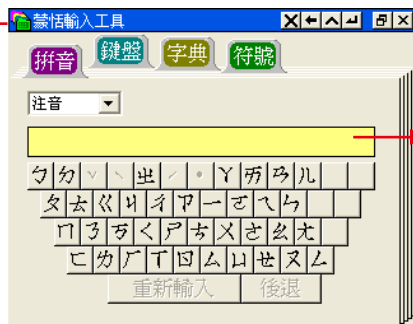 蒙恬輸入工具
拼音 鍵盤 字典 符號
注音
ㄅ ㄉ ˇ ˋ ㄓ ˊ ˙ ㄚ ㄞ ㄢ ㄦ
ㄆ ㄊ ㄍ ㄐ ㄔ ㄗ ㄧ ㄛ ㄟ ㄣ
ㄇ ㄋ ㄎ ㄑ ㄕ ㄘ ㄨ ㄜ ㄠ ㄤ
ㄈ ㄌ ㄏ ㄒ ㄖ ㄙ ㄩ ㄝ ㄡ ㄥ
重新輸入 後退